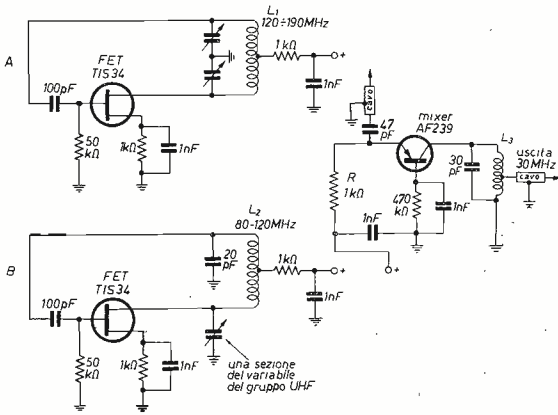 A
FET
TIS34
100pF
50
kΩ
1kΩ
1nF
L1
120÷190MHz
1kΩ
+
1nF
cavo
47
pF
mixer
AF239
R
1kΩ
470
kΩ
1nF
1nF
+
30
pF
L3
uscita
30MHz
cavo
B
FET
TIS34
100pF
50
kΩ
1kΩ
1nF
L2
80-120MHz
20
pF
1kΩ
+
1nF
una sezione
del variabile
del gruppo UHF